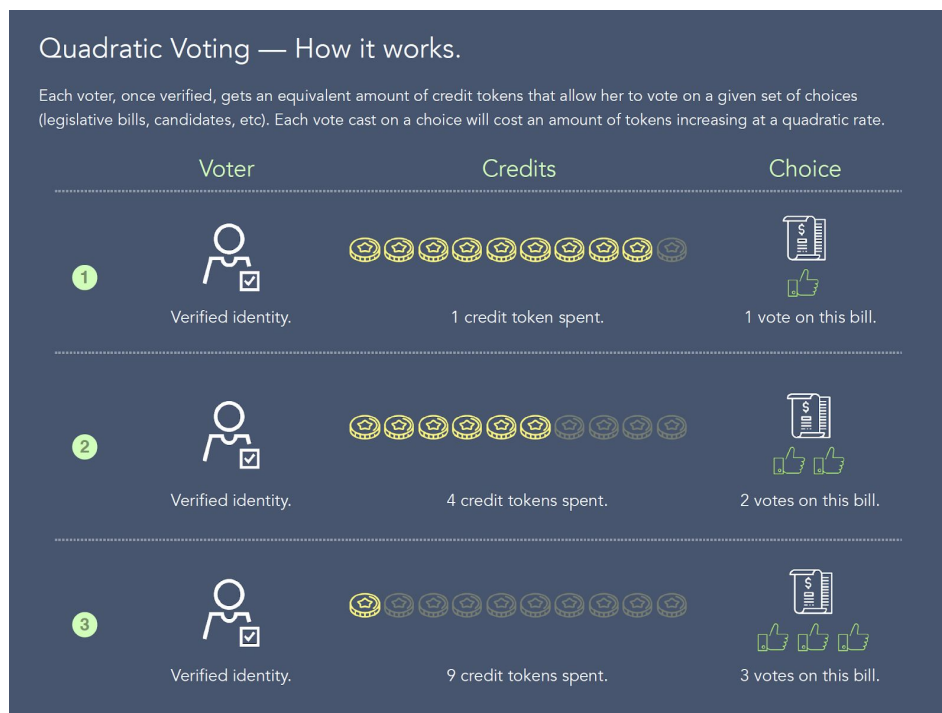 Quadratic Voting — How it works.
Each voter, once verified, gets an equivalent amount of credit tokens that allow her to vote on a given set of choices
(legislative bills, candidates, etc). Each vote cast on a choice will cost an amount of tokens increasing at a quadratic rate.
Voter Credits Choice
$
1
Verified identity. 1 credit token spent. 1 vote on this bill.
$
2
Verified identity. 4 credit tokens spent. 2 votes on this bill.
$
3
Verified identity. 9 credit tokens spent. 3 votes on this bill.